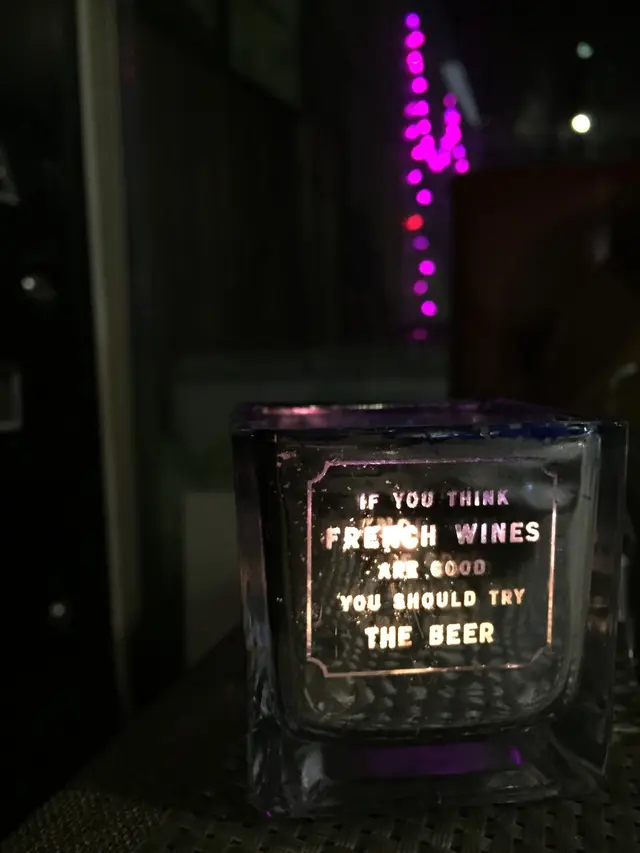 IF YOU THINK
FRENCH WINES
ARE GOOD
YOU SHOULD TRY
THE BEER